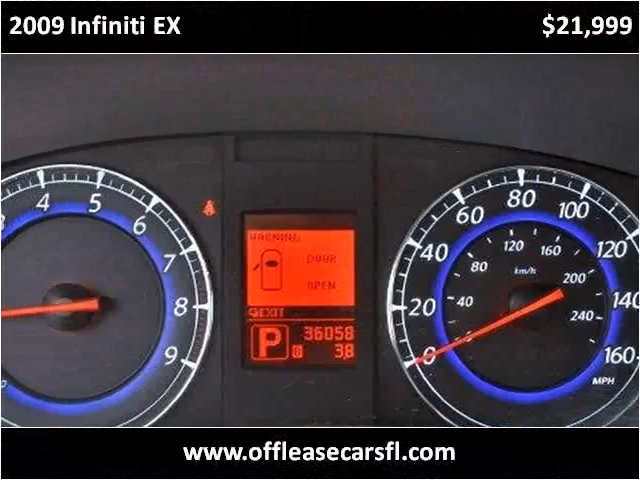 2009 Infiniti EX
$21,999
3 4 5 6 7 8 9
WARNING
DOOR
OPEN
EXIT
P
36058
38
0 20 40 60 80 100 120 140 160
MPH
40 80 120 160 200 240
km/h
www.offleasecarsfl.com